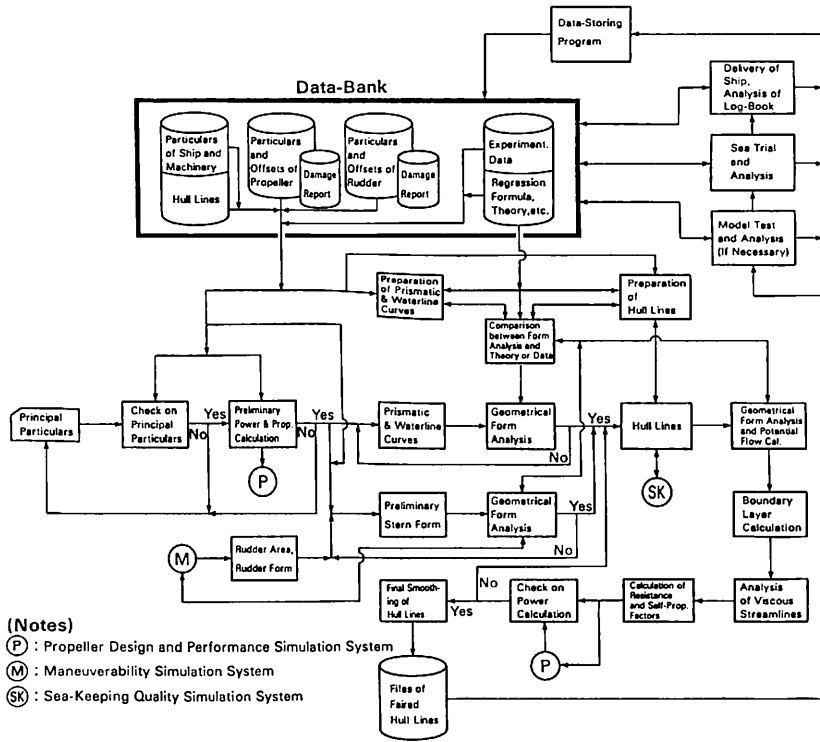 Data-Storing
Program
Data-Bank
Delivery of
Ship,
Analysis of
Log-Book
Particulars
of Ship and
Machinery
Hull Lines
Particulars
and
Offsets of
Propeller
Damage
Report
Particulars
and
Offsets of
Rudder
Damage
Report
Experiment.
Data
Regression
Formula,
Theory,etc.
Sea Trial
and
Analysis
Model Test
and Analysis
(If Necessary)
Preparation
of Prismatic
& Waterline
Curves
Preparation
of
Hull Lines
Comparison
between Form
Analysis and
Theory or Data
Principal
Particulars
Check on
Principal
Particulars
Yes
No
Preliminary
Power & Prop.
Calculation
Yes
No
Prismatic
& Waterline
Curves
Geometrical
Form
Analysis
Yes
No
Hull Lines
Geometrical
Form Analysis
and Potential
Flow Cal.
P
SK
Preliminary
Stern Form
Geometrical
Form
Analysis
Yes
No
Boundary
Layer
Calculation
M
Rudder Area,
Rudder Form
Final Smooth-
ing of
Hull Lines
Yes
No
Check on
Power
Calculation
Calculation of
Resistance
and Self-Prop.
Factors
Analysis
of Viscous
Streamlines
P
Files of
Faired
Hull Lines
(Notes)
P : Propeller Design and Performance Simulation System
M : Maneuverability Simulation System
SK : Sea-Keeping Quality Simulation System